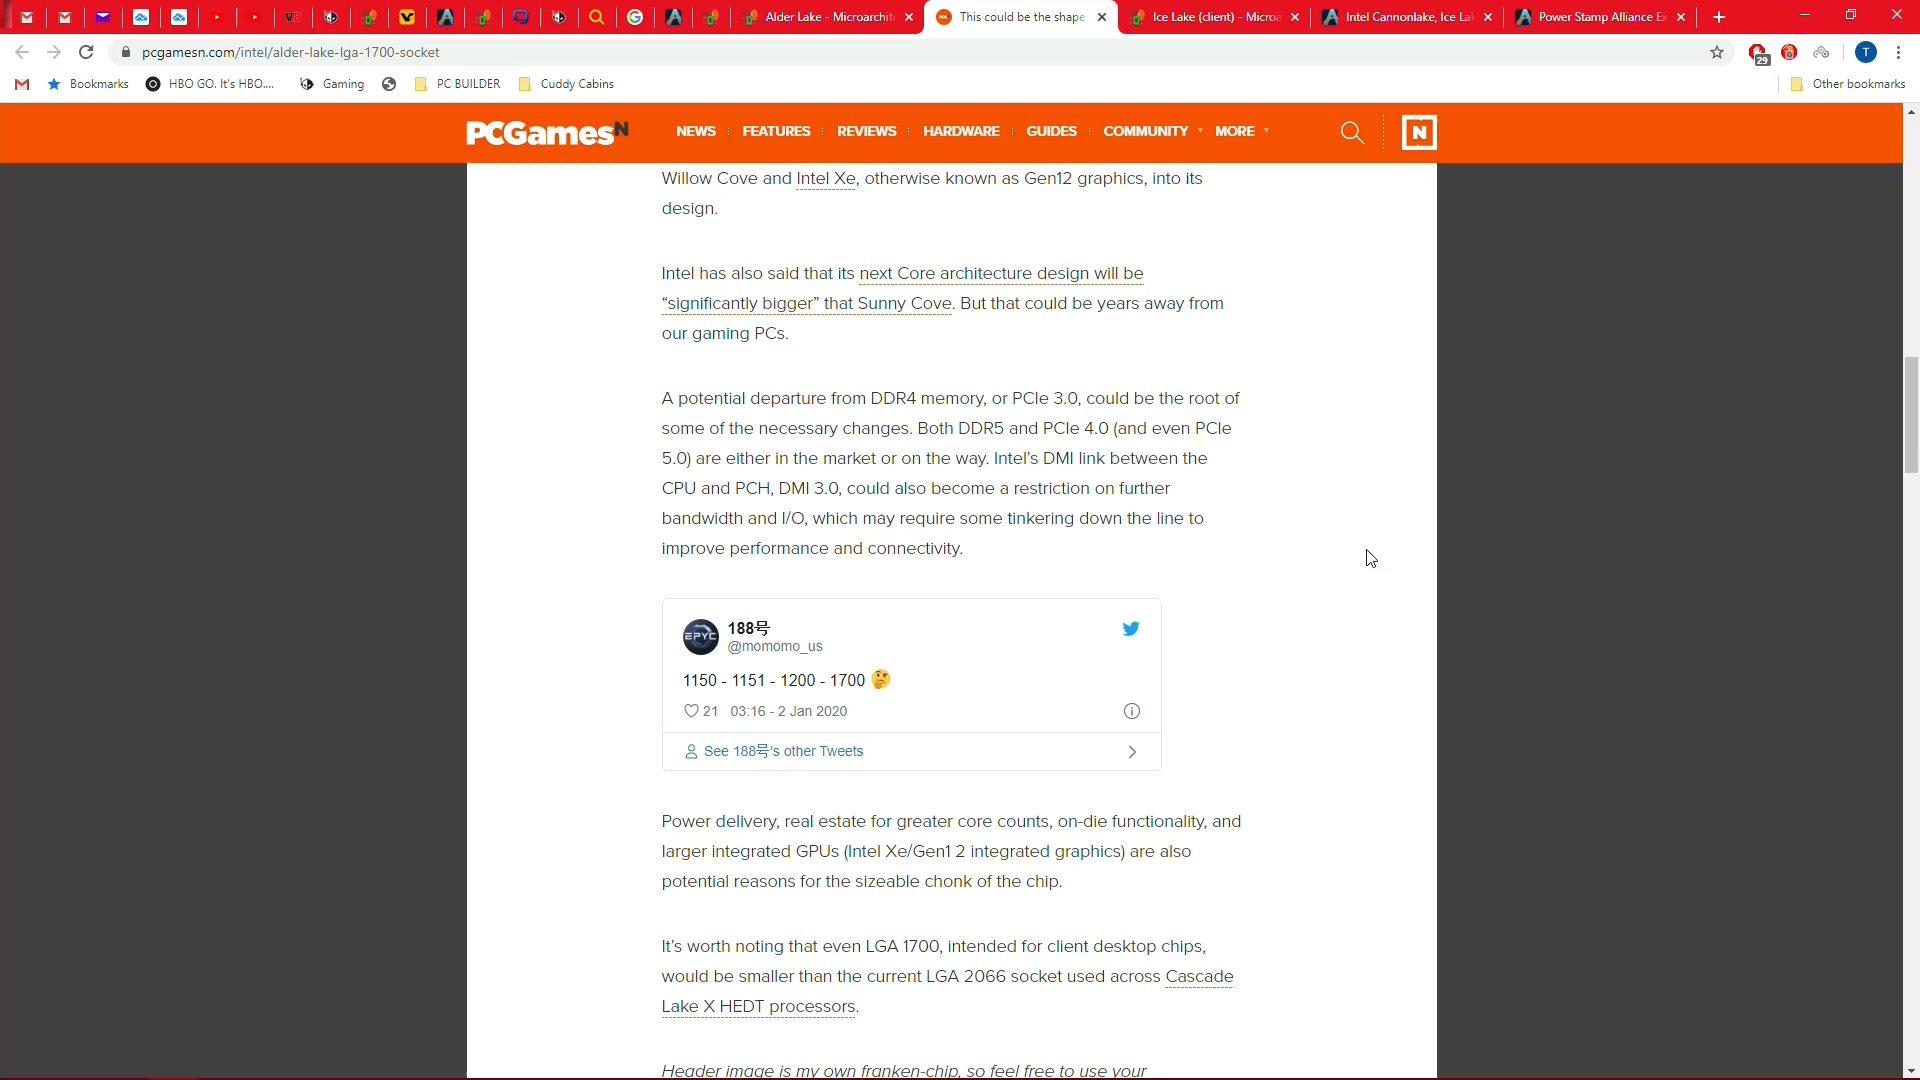 Alder Lake - Microarchit
This could be the shape
Ice Lake (client) - Microa
Intel Cannonlake, Ice La
Power Stamp Alliance Ex
pcgamesn.com/intel/alder-lake-lga-1700-socket
29
T
Bookmarks
HBO GO. It's HBO....
Gaming
PC BUILDER
Cuddy Cabins
Other bookmarks
PCGamesN
NEWS
FEATURES
REVIEWS
HARDWARE
GUIDES
COMMUNITY
MORE
N
Willow Cove and Intel Xe, otherwise known as Gen12 graphics, into its
design.
Intel has also said that its next Core architecture design will be
“significantly bigger” that Sunny Cove. But that could be years away from
our gaming PCs.
A potential departure from DDR4 memory, or PCIe 3.0, could be the root of
some of the necessary changes. Both DDR5 and PCIe 4.0 (and even PCIe
5.0) are either in the market or on the way. Intel’s DMI link between the
CPU and PCH, DMI 3.0, could also become a restriction on further
bandwidth and I/O, which may require some tinkering down the line to
improve performance and connectivity.
EPYC
188号
@momomo_us
1150 - 1151 - 1200 - 1700 🤔
21 03:16 - 2 Jan 2020
See 188号's other Tweets
Power delivery, real estate for greater core counts, on-die functionality, and
larger integrated GPUs (Intel Xe/Gen1 2 integrated graphics) are also
potential reasons for the sizeable chonk of the chip.
It’s worth noting that even LGA 1700, intended for client desktop chips,
would be smaller than the current LGA 2066 socket used across Cascade
Lake X HEDT processors.
Header image is my own franken-chip, so feel free to use your